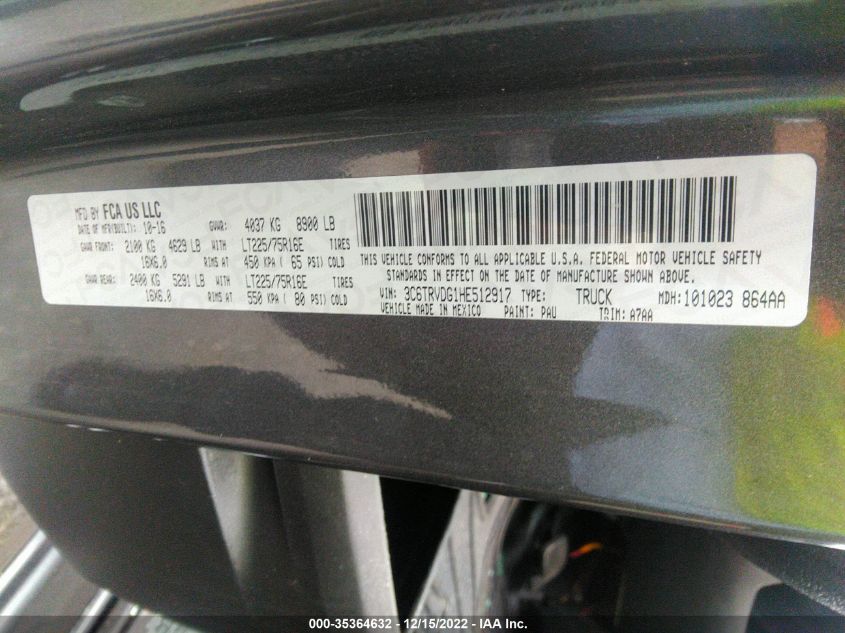 MFD BY FCA US LLC
DATE OF MFR(BUILT): 10-16 GVWR: 4037 KG 8900 LB
GAWR FRONT: 2100 KG 4629 LB WITH LT225/75R16E TIRES
16X6.0 RIMS AT 450 KPA ( 65 PSI) COLD
GAWR REAR: 2400 KG 5291 LB WITH LT225/75R16E TIRES
16X6.0 RIMS AT 550 KPA ( 80 PSI) COLD
THIS VEHICLE CONFORMS TO ALL APPLICABLE U.S.A. FEDERAL MOTOR VEHICLE SAFETY
STANDARDS IN EFFECT ON THE DATE OF MANUFACTURE SHOWN ABOVE.
VIN: 3C6TRVDG1HE512917 TYPE: TRUCK MDH:101023 864AA
VEHICLE MADE IN MEXICO PAINT: PAU TRIM: A7AA
000-35364632 - 12/15/2022 - IAA Inc.